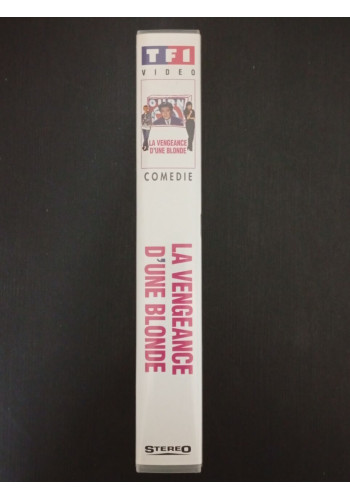 TF1
VIDEO
LA VENGEANCE
D'UNE BLONDE
COMEDIE
LA VENGEANCE
D'UNE BLONDE
STEREO